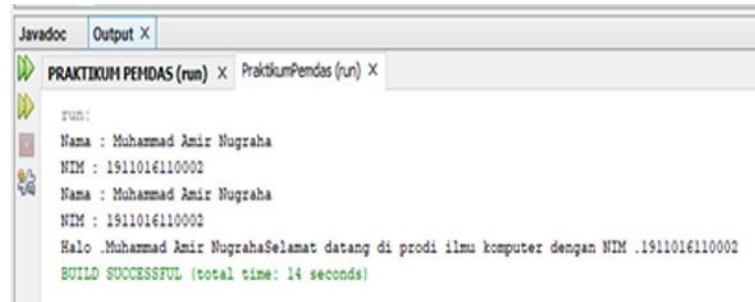 Javadoc Output ×
PRAKTIKUM PEMDAS (run) × PraktikumPemdas (run) ×
run:
Nama : Muhammad Amir Nugraha
NIM : 1911016110002
Nama : Muhammad Amir Nugraha
NIM : 1911016110002
Halo .Muhammad Amir NugrahaSelamat datang di prodi ilmu komputer dengan NIM .1911016110002
BUILD SUCCESSFUL (total time: 14 seconds)